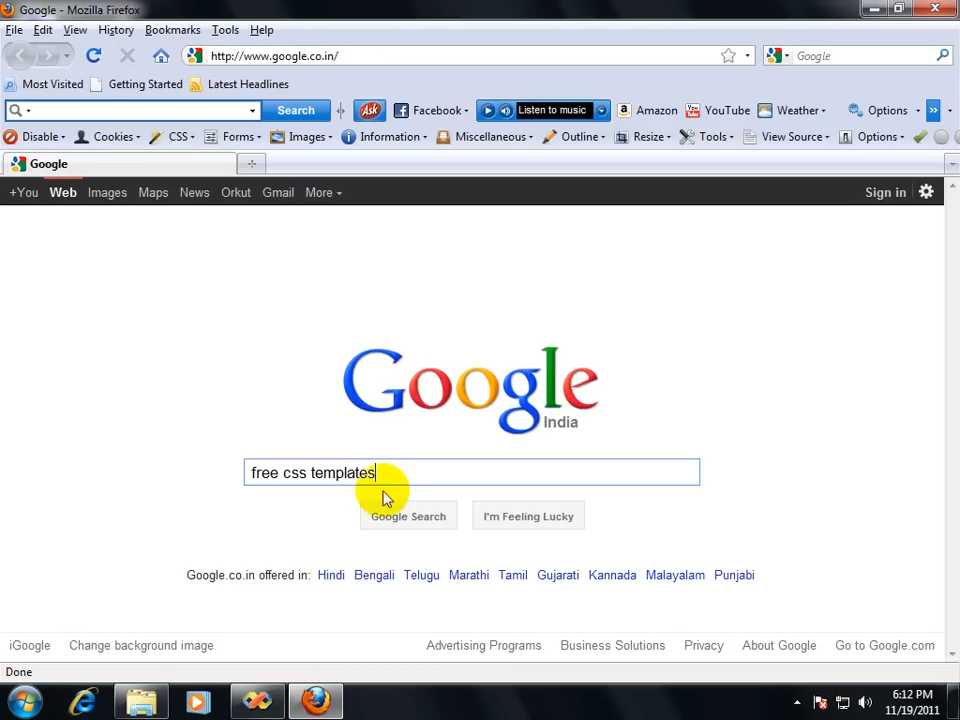 Google - Mozilla Firefox
File Edit View History Bookmarks Tools Help
http://www.google.co.in/ Google
Most Visited Getting Started Latest Headlines
Search Ask Facebook Listen to music Amazon YouTube Weather Options »
Disable Cookies CSS Forms Images Information Miscellaneous Outline Resize Tools View Source Options
Google
+You Web Images Maps News Orkut Gmail More Sign in
Google
India
free css templates
Google Search I'm Feeling Lucky
Google.co.in offered in: Hindi Bengali Telugu Marathi Tamil Gujarati Kannada Malayalam Punjabi
iGoogle Change background image Advertising Programs Business Solutions Privacy About Google Go to Google.com
Done
6:12 PM
11/19/2011